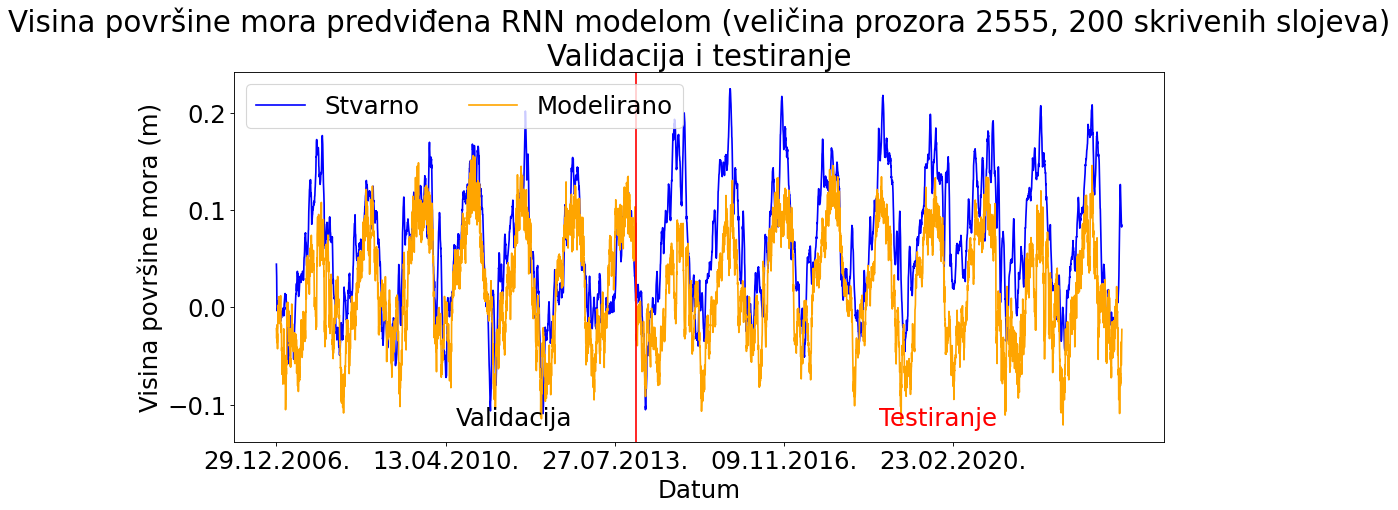 Visina površine mora predviđena RNN modelom (veličina prozora 2555, 200 skrivenih slojeva)
Validacija i testiranje
Stvarno
Modelirano
Visina površine mora (m)
0.2
0.1
0.0
−0.1
Validacija
Testiranje
29.12.2006.
13.04.2010.
27.07.2013.
09.11.2016.
23.02.2020.
Datum